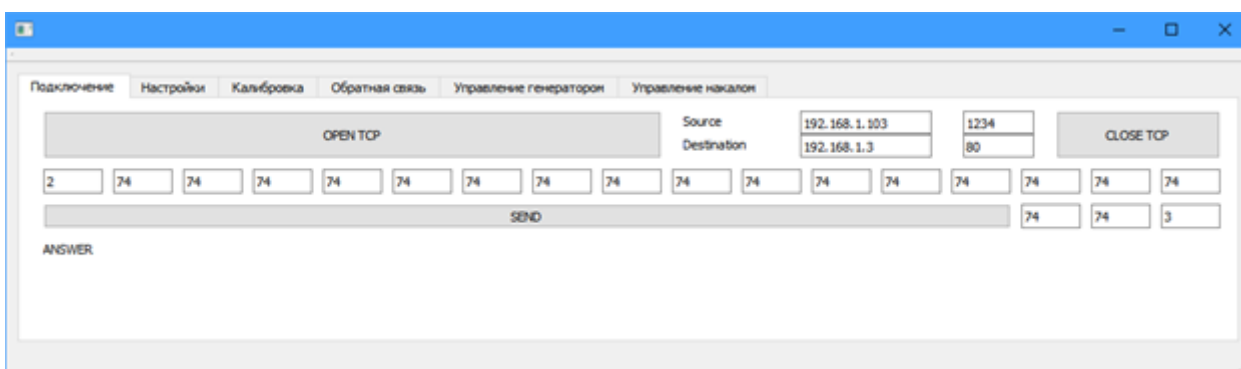 Подключение Настройки Калибровка Обратная связь Управление генератором Управление накалом
OPEN TCP Source 192.168.1.103 1234 CLOSE TCP
Destination 192.168.1.3 80
2 74 74 74 74 74 74 74 74 74 74 74 74 74 74 74 74
SEND 74 74 3
ANSWER